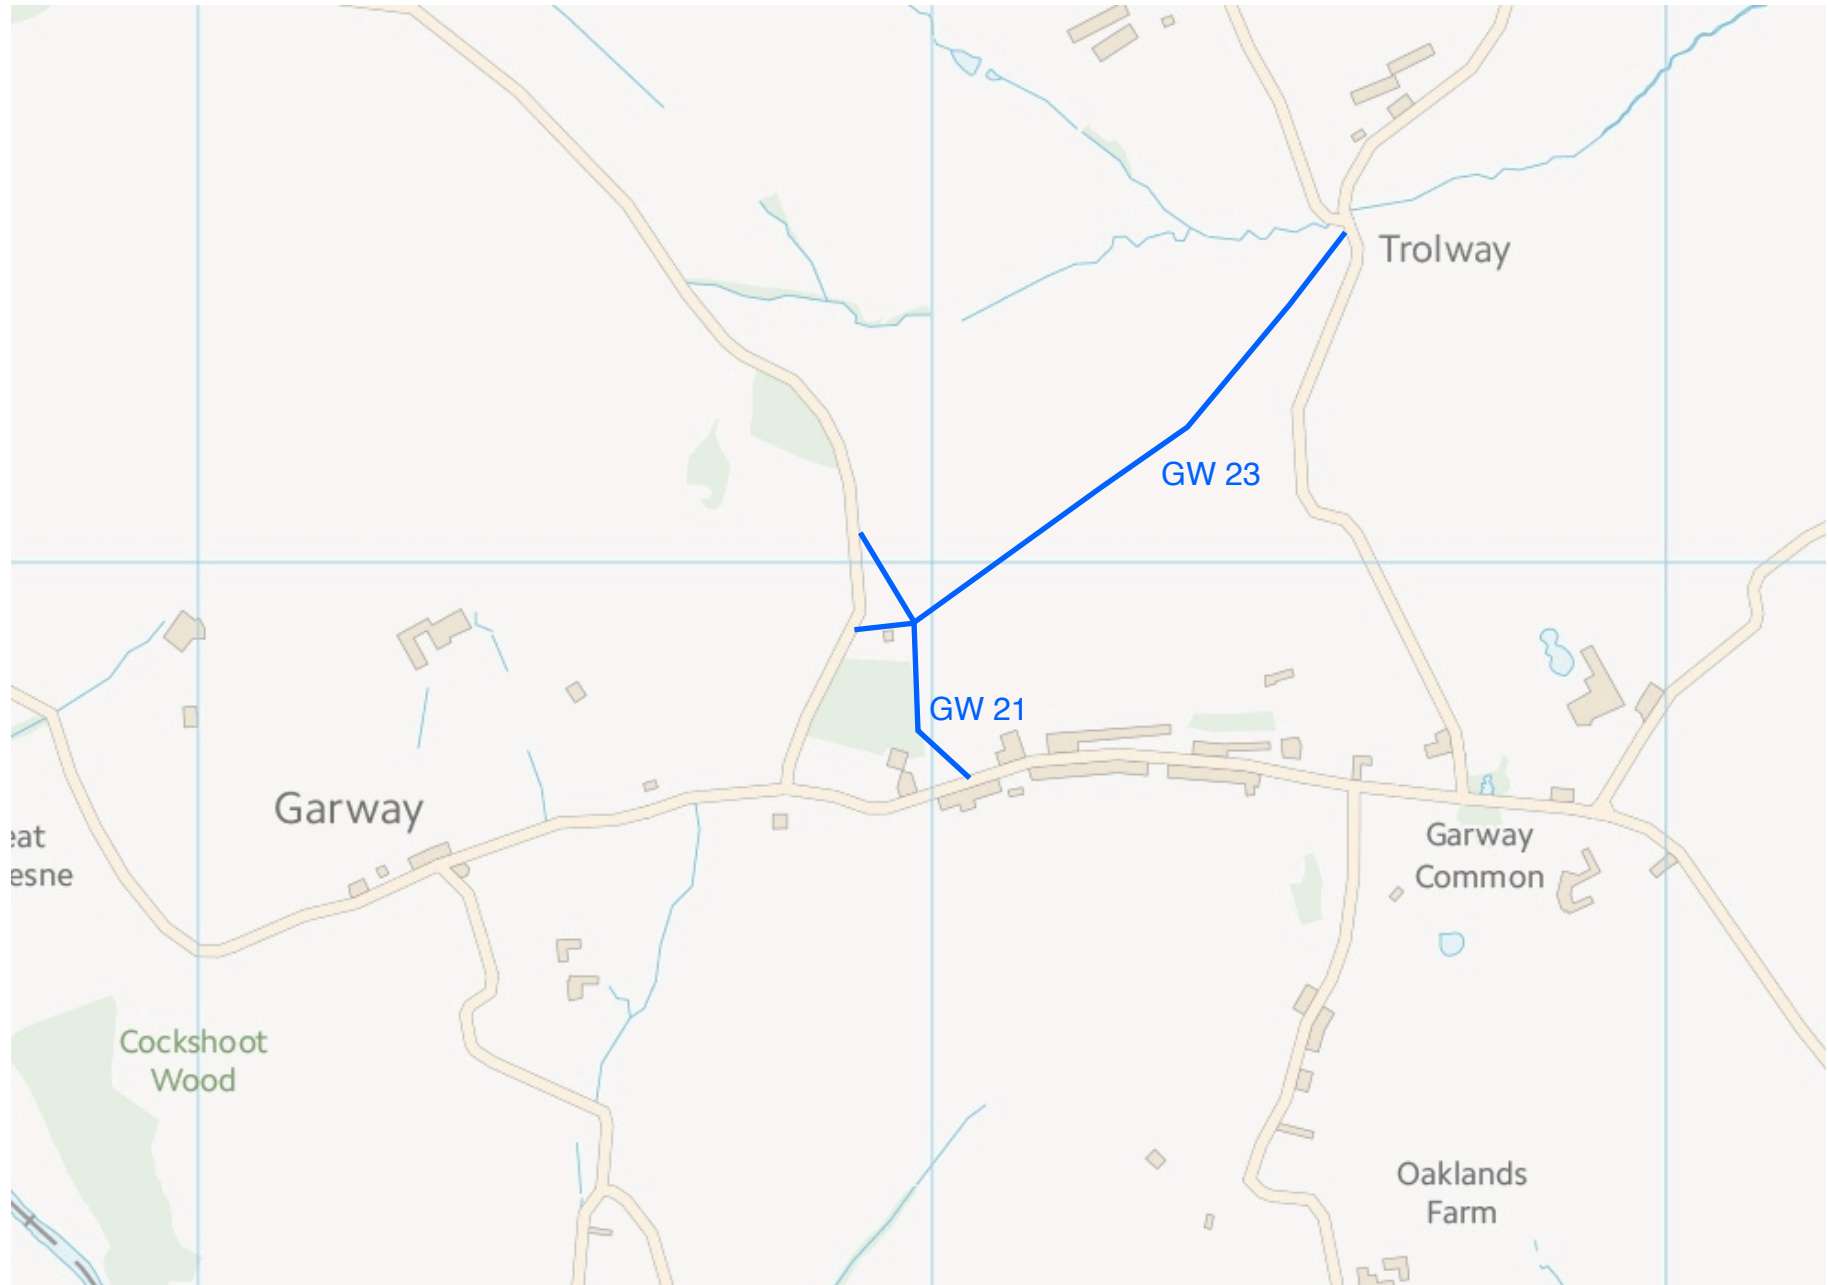 Trolway
GW 23
GW 21
Garway
eat
esne
Garway
Common
Cockshoot
Wood
Oaklands
Farm